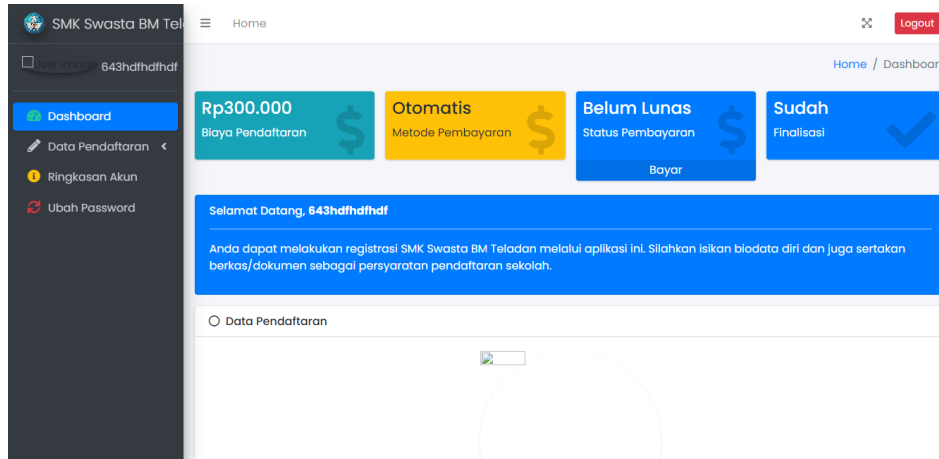 SMK Swasta BM Tel
Home
Logout
User Image
643hdfhdfhdf
Home / Dashboar
Dashboard
Data Pendaftaran
Ringkasan Akun
Ubah Password
Rp300.000
Biaya Pendaftaran
Otomatis
Metode Pembayaran
Belum Lunas
Status Pembayaran
Bayar
Sudah
Finalisasi
Selamat Datang, 643hdfhdfhdf
Anda dapat melakukan registrasi SMK Swasta BM Teladan melalui aplikasi ini. Silahkan isikan biodata diri dan juga sertakan
berkas/dokumen sebagai persyaratan pendaftaran sekolah.
Data Pendaftaran